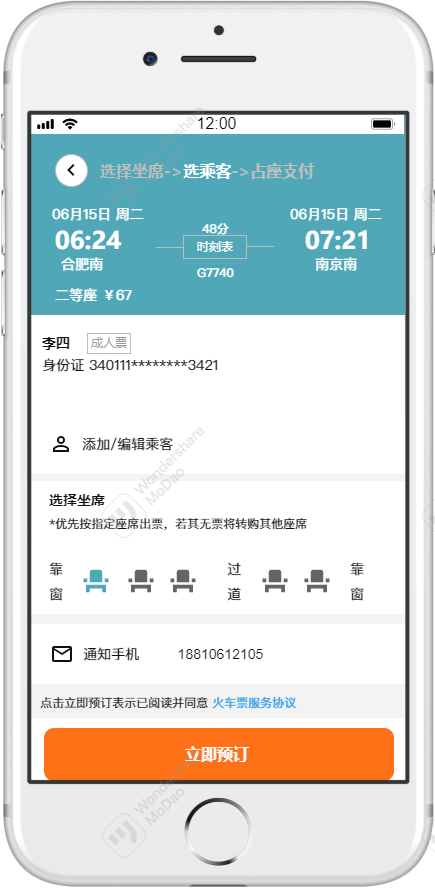 12:00
选择坐席->选乘客->占座支付
06月15日 周二
06:24
合肥南
48分
时刻表
G7740
06月15日 周二
07:21
南京南
二等座 ￥67
李四 成人票
身份证 340111********3421
添加/编辑乘客
选择坐席
*优先按指定座席出票，若其无票将转购其他座席
靠窗
过道
靠窗
通知手机 18810612105
点击立即预订表示已阅读并同意 火车票服务协议
立即预订
Wondershare
MoDao
Wondershare
MoDao
Wondershare
MoDao